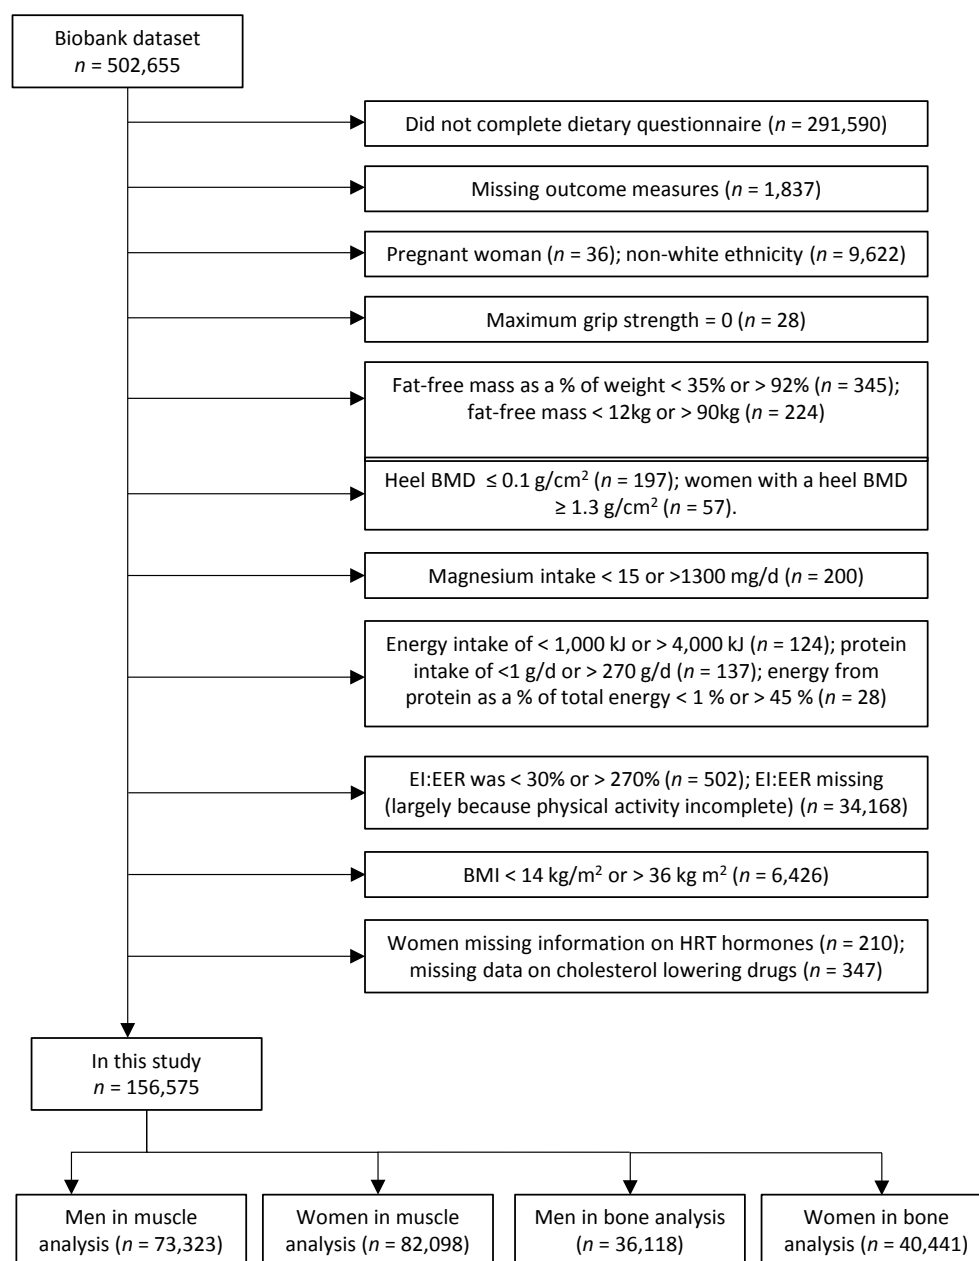 Biobank dataset
n = 502,655
Did not complete dietary questionnaire (n = 291,590)
Missing outcome measures (n = 1,837)
Pregnant woman (n = 36); non-white ethnicity (n = 9,622)
Maximum grip strength = 0 (n = 28)
Fat-free mass as a % of weight < 35% or > 92% (n = 345);
fat-free mass < 12kg or > 90kg (n = 224)
Heel BMD ≤ 0.1 g/cm² (n = 197); women with a heel BMD
≥ 1.3 g/cm² (n = 57).
Magnesium intake < 15 or >1300 mg/d (n = 200)
Energy intake of < 1,000 kJ or > 4,000 kJ (n = 124); protein
intake of <1 g/d or > 270 g/d (n = 137); energy from
protein as a % of total energy < 1 % or > 45 % (n = 28)
EI:EER was < 30% or > 270% (n = 502); EI:EER missing
(largely because physical activity incomplete) (n = 34,168)
BMI < 14 kg/m² or > 36 kg m² (n = 6,426)
Women missing information on HRT hormones (n = 210);
missing data on cholesterol lowering drugs (n = 347)
In this study
n = 156,575
Men in muscle
analysis (n = 73,323)
Women in muscle
analysis (n = 82,098)
Men in bone analysis
(n = 36,118)
Women in bone
analysis (n = 40,441)